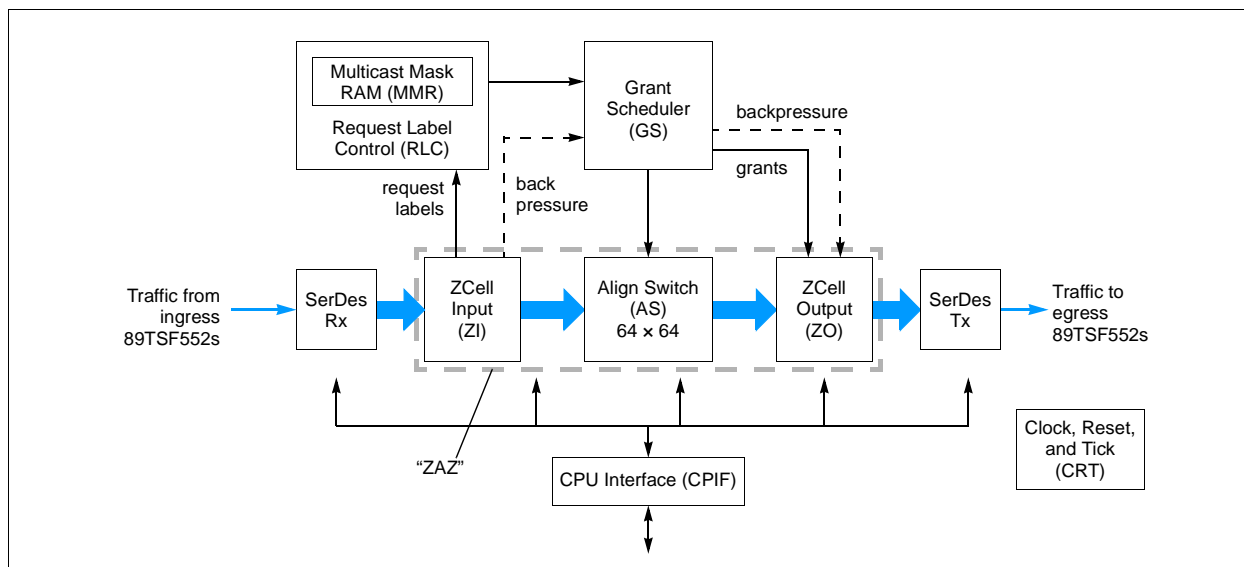 Multicast Mask
RAM (MMR)
Request Label
Control (RLC)
Grant
Scheduler
(GS)
backpressure
grants
request
labels
back
pressure
Traffic from
ingress
89TSF552s
SerDes
Rx
ZCell
Input
(ZI)
Align Switch
(AS)
64 × 64
ZCell
Output
(ZO)
SerDes
Tx
Traffic to
egress
89TSF552s
“ZAZ”
CPU Interface (CPIF)
Clock, Reset,
and Tick
(CRT)